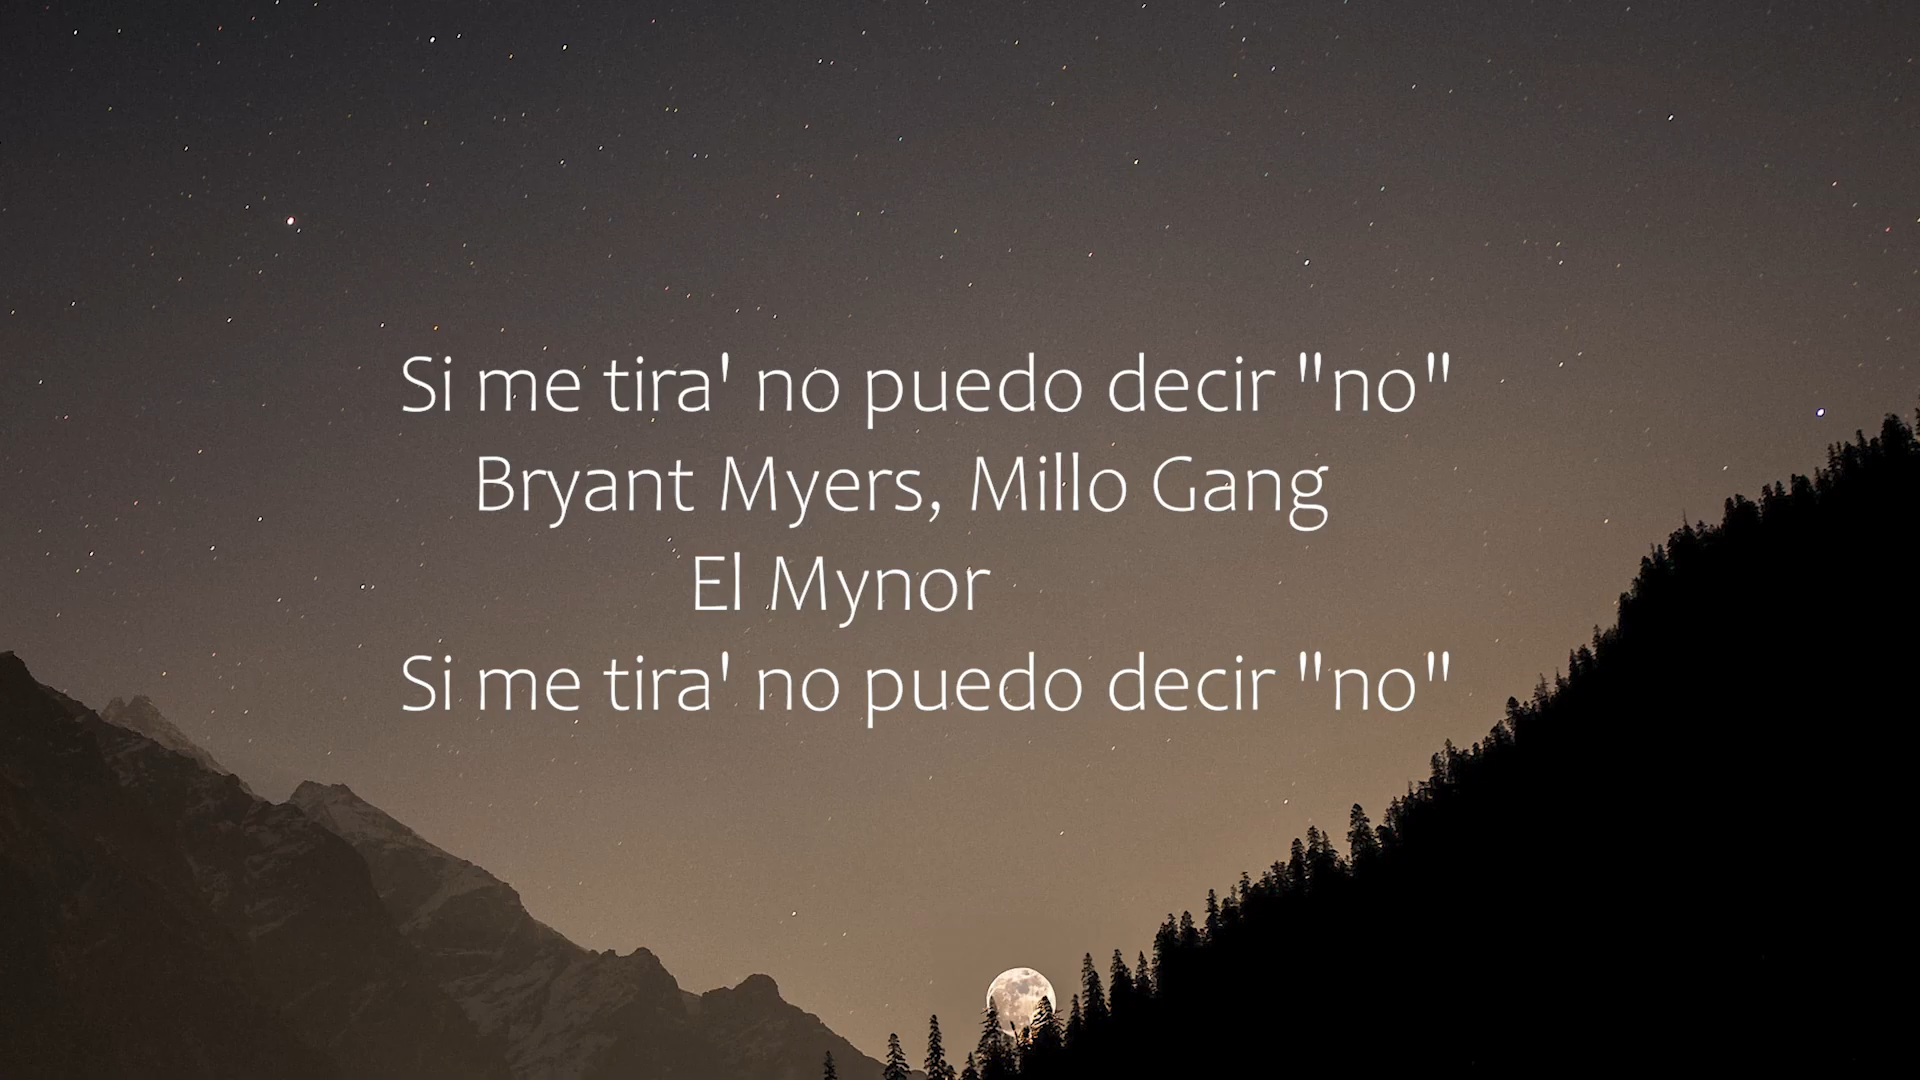 Si me tira' no puedo decir "no"
Bryant Myers, Millo Gang
El Mynor
Si me tira' no puedo decir "no"